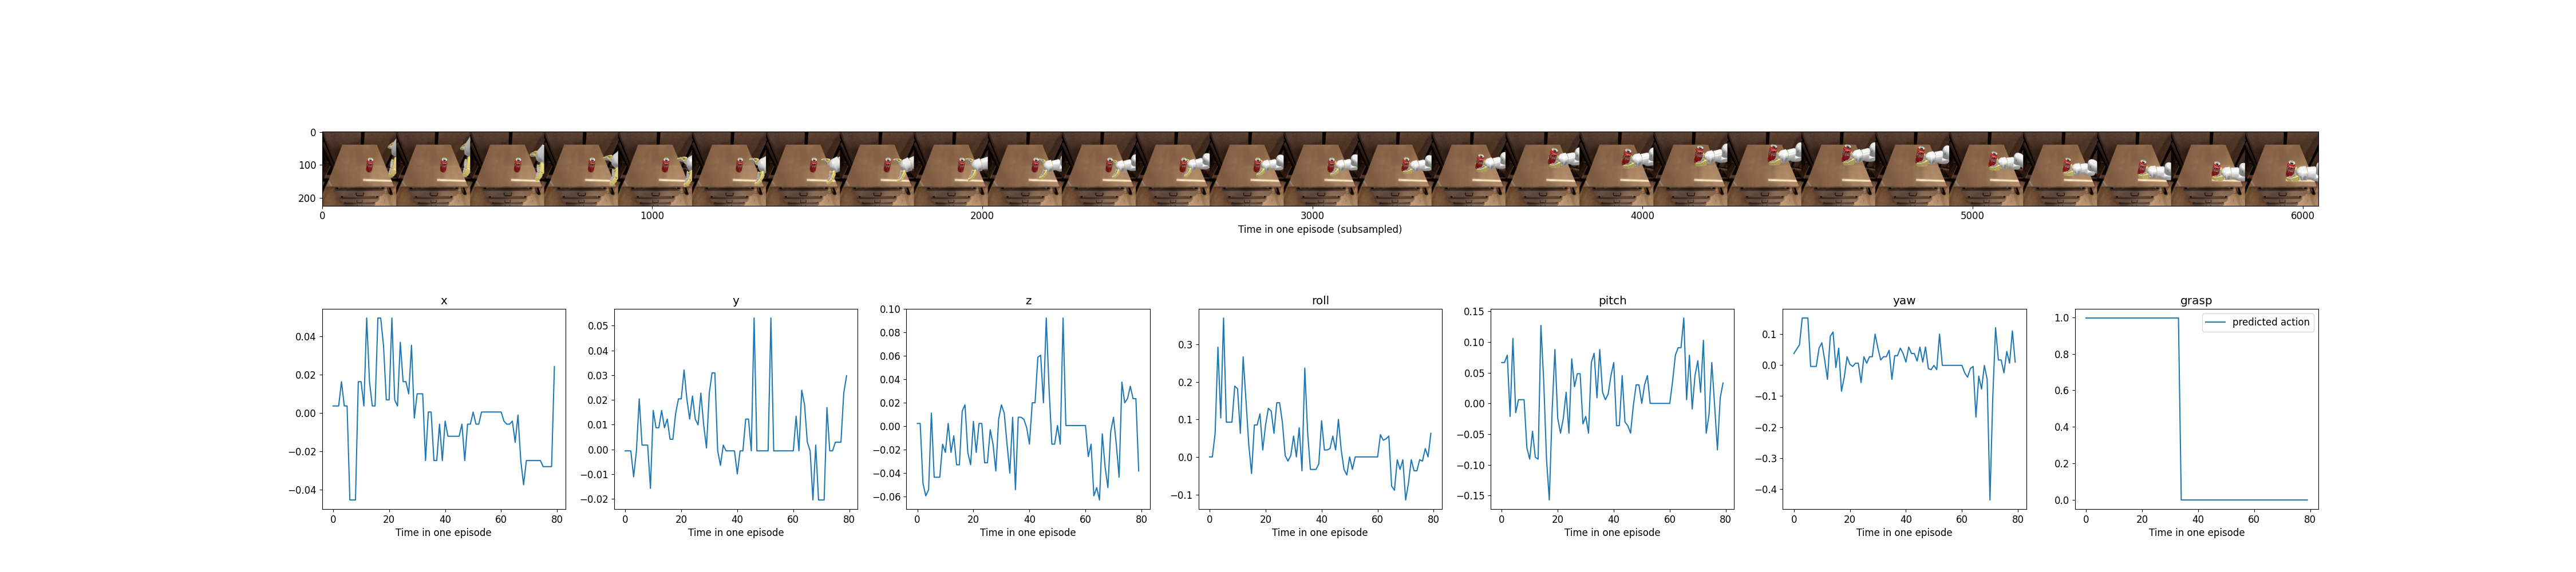 0
100
200
0 1000 2000 3000 4000 5000 6000
Time in one episode (subsampled)
x
0.04
0.02
0.00
−0.02
−0.04
0 20 40 60 80
Time in one episode
y
0.05
0.04
0.03
0.02
0.01
0.00
−0.01
−0.02
0 20 40 60 80
Time in one episode
z
0.10
0.08
0.06
0.04
0.02
0.00
−0.02
−0.04
−0.06
0 20 40 60 80
Time in one episode
roll
0.3
0.2
0.1
0.0
−0.1
0 20 40 60 80
Time in one episode
pitch
0.15
0.10
0.05
0.00
−0.05
−0.10
−0.15
0 20 40 60 80
Time in one episode
yaw
0.1
0.0
−0.1
−0.2
−0.3
−0.4
0 20 40 60 80
Time in one episode
grasp
predicted action
1.0
0.8
0.6
0.4
0.2
0.0
0 20 40 60 80
Time in one episode